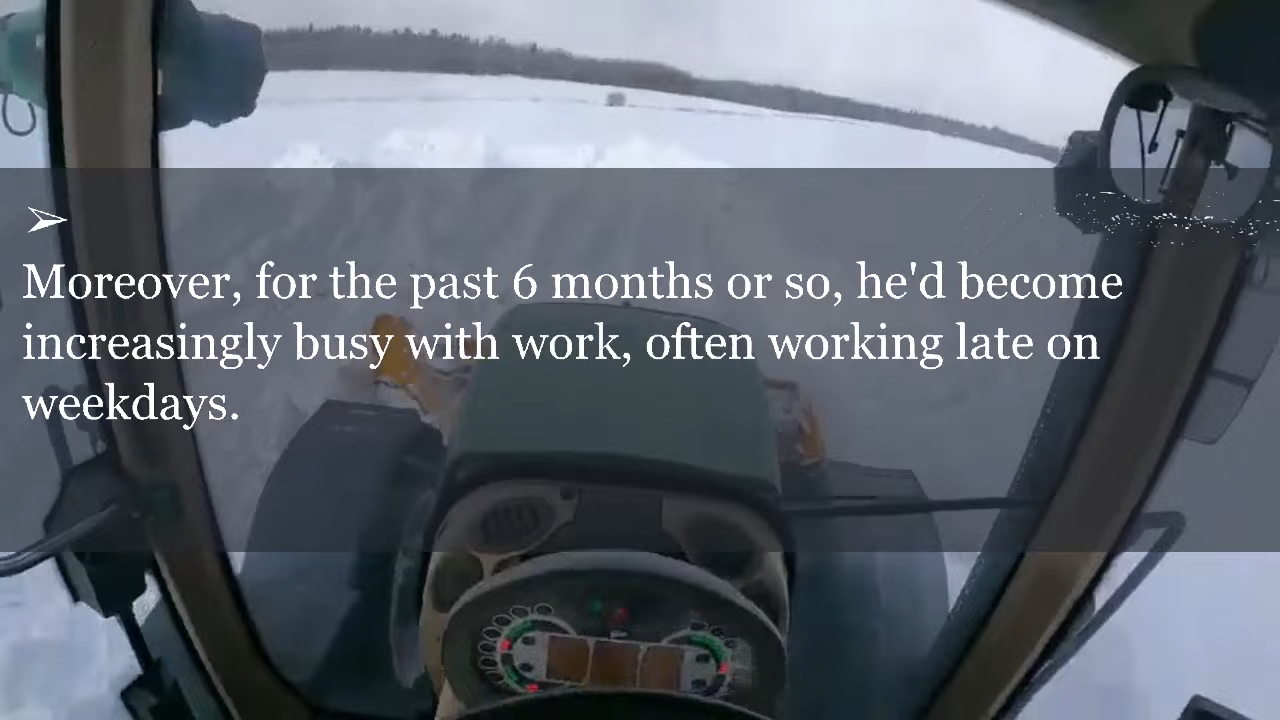 ➢
Moreover, for the past 6 months or so, he'd become
increasingly busy with work, often working late on
weekdays.